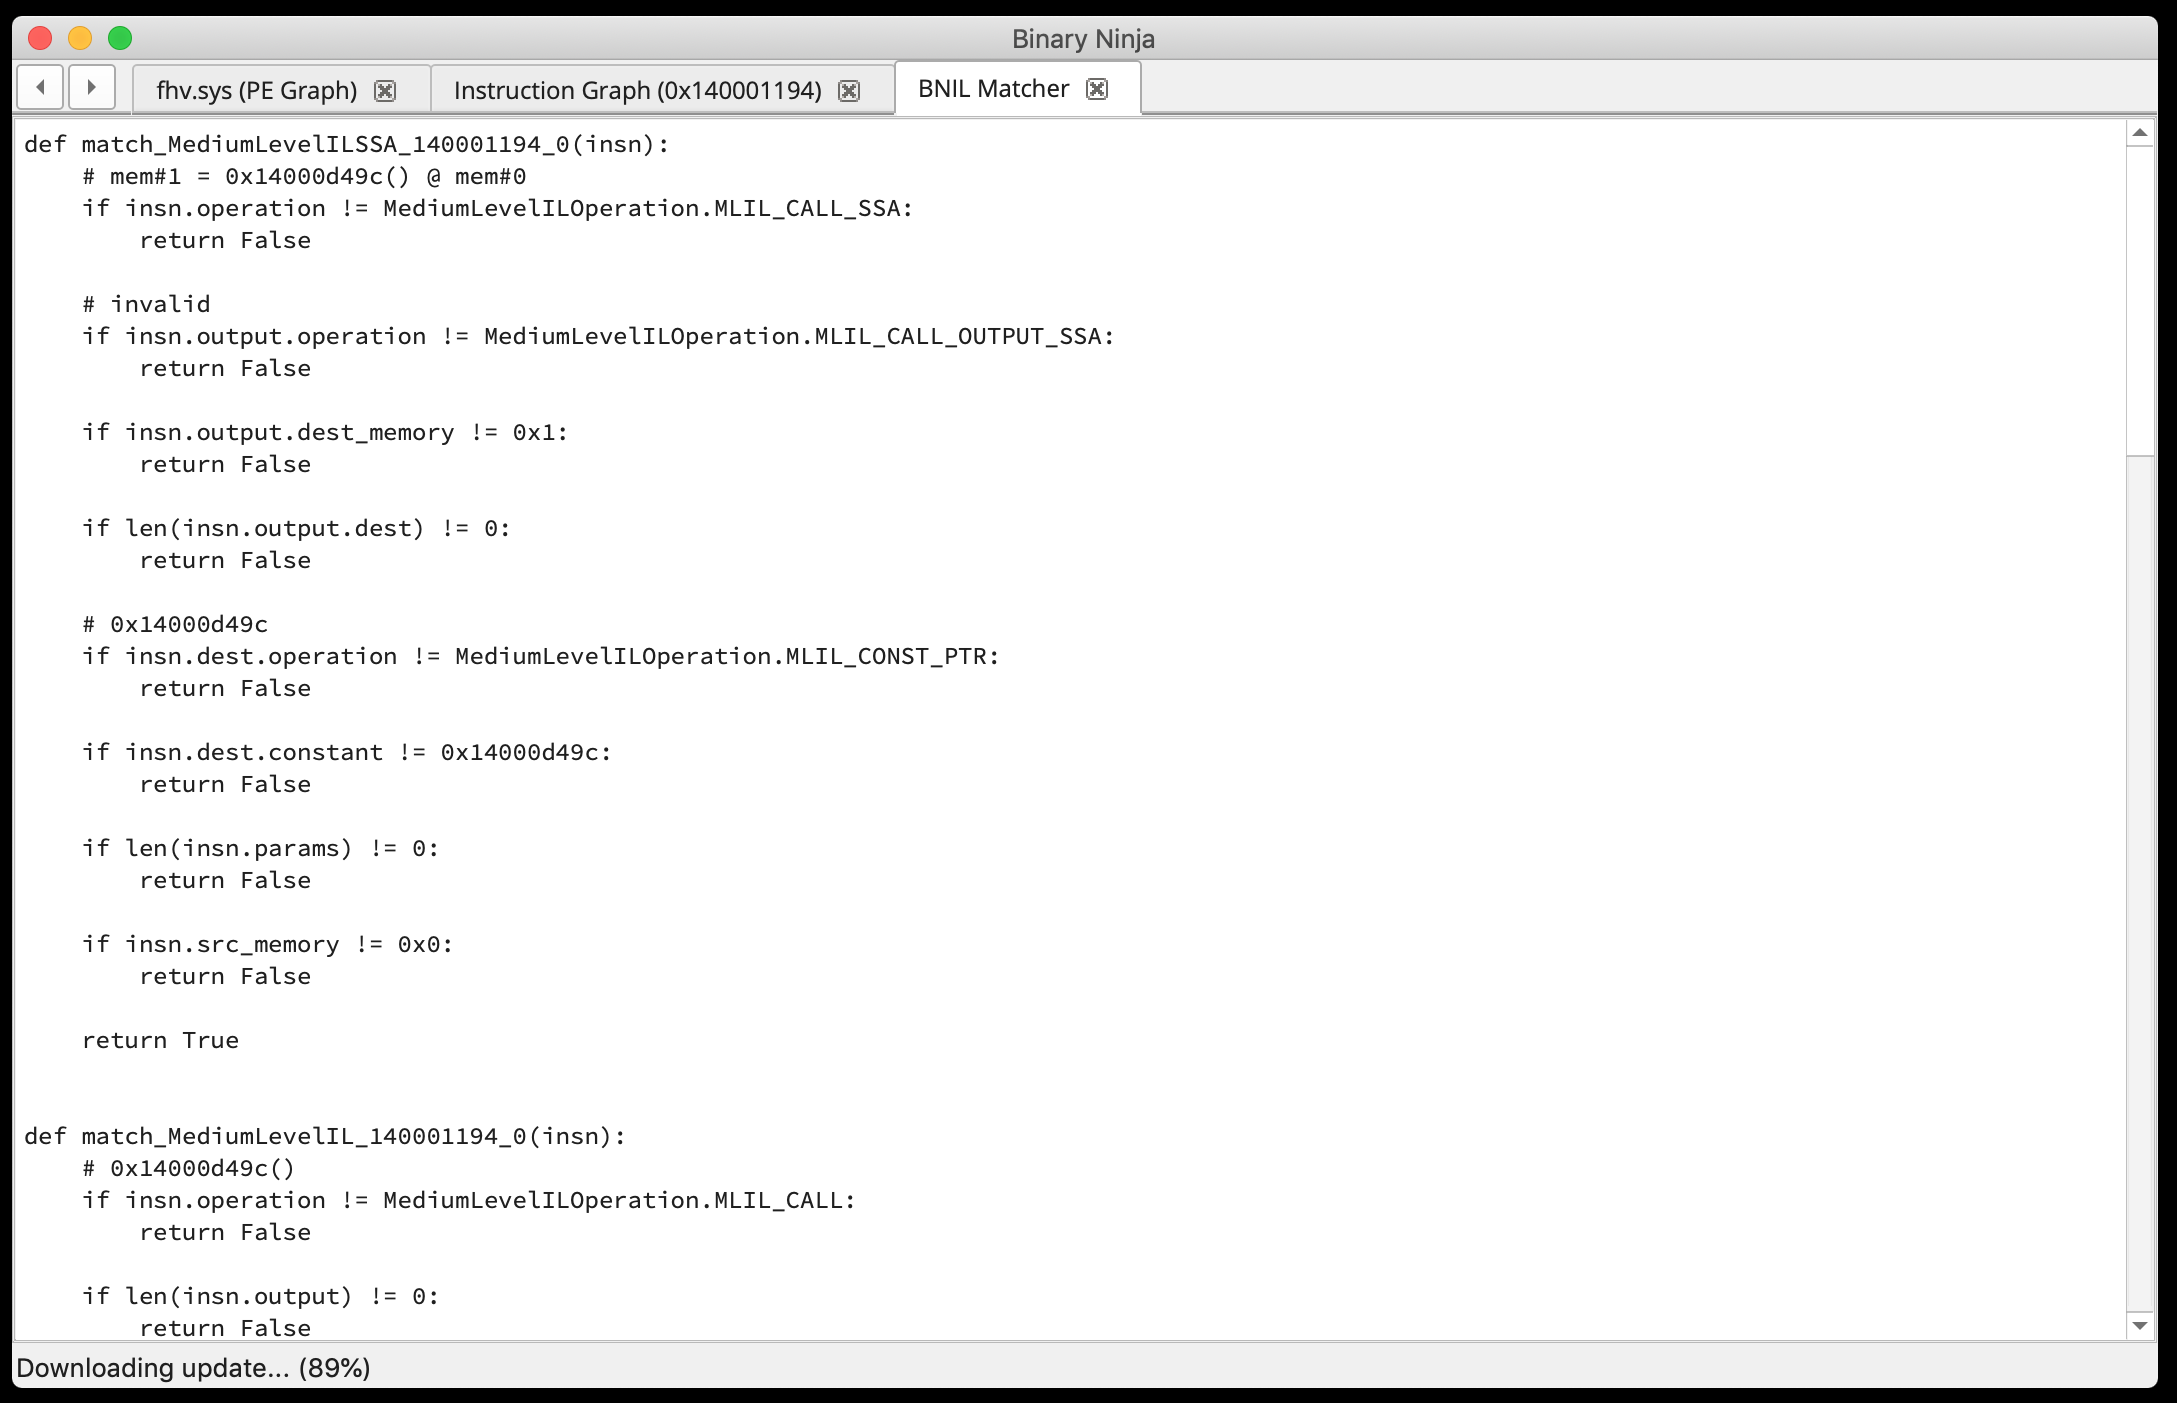 Binary Ninja
fhv.sys (PE Graph)
Instruction Graph (0x140001194)
BNIL Matcher
def match_MediumLevelILSSA_140001194_0(insn):
    # mem#1 = 0x14000d49c() @ mem#0
    if insn.operation != MediumLevelILOperation.MLIL_CALL_SSA:
        return False

    # invalid
    if insn.output.operation != MediumLevelILOperation.MLIL_CALL_OUTPUT_SSA:
        return False

    if insn.output.dest_memory != 0x1:
        return False

    if len(insn.output.dest) != 0:
        return False

    # 0x14000d49c
    if insn.dest.operation != MediumLevelILOperation.MLIL_CONST_PTR:
        return False

    if insn.dest.constant != 0x14000d49c:
        return False

    if len(insn.params) != 0:
        return False

    if insn.src_memory != 0x0:
        return False

    return True

def match_MediumLevelIL_140001194_0(insn):
    # 0x14000d49c()
    if insn.operation != MediumLevelILOperation.MLIL_CALL:
        return False

    if len(insn.output) != 0:
        return False
Downloading update... (89%)